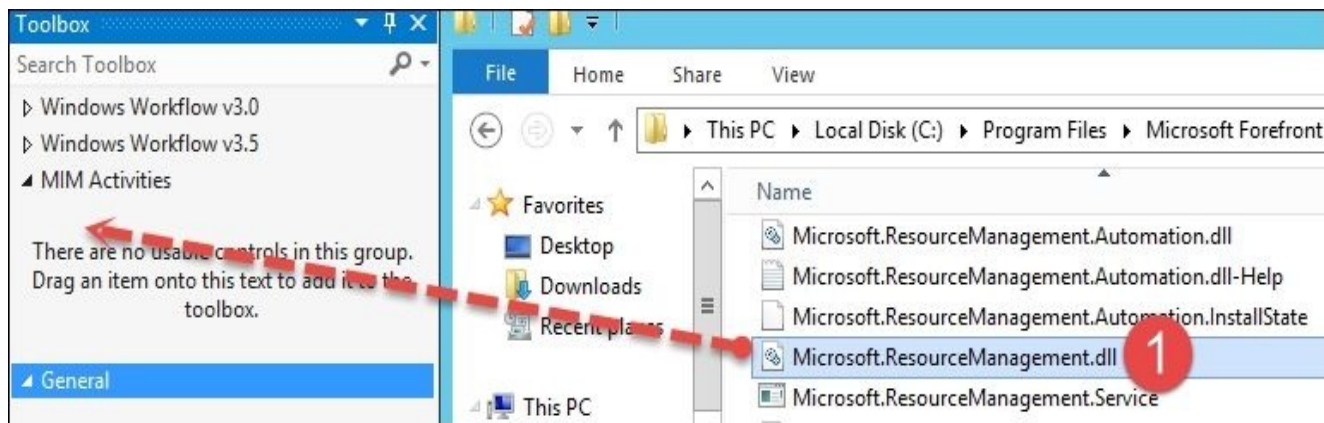 Toolbox
Search Toolbox
Windows Workflow v3.0
Windows Workflow v3.5
MIM Activities
There are no usable controls in this group.
Drag an item onto this text to add it to the
toolbox.
General
File Home Share View
This PC Local Disk (C:) Program Files Microsoft Forefront
Favorites
Desktop
Downloads
Recent places
This PC
Name
Microsoft.ResourceManagement.Automation.dll
Microsoft.ResourceManagement.Automation.dll-Help
Microsoft.ResourceManagement.Automation.InstallState
Microsoft.ResourceManagement.dll 1
Microsoft.ResourceManagement.Service